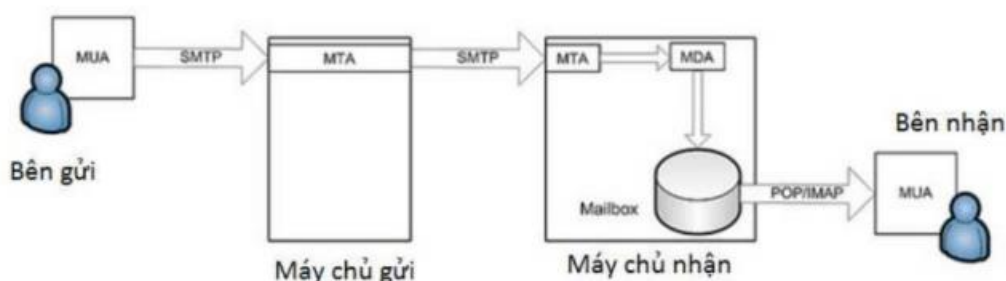 MUA
SMTP
MTA
SMTP
MTA
MDA
Bên nhận
Bên gửi
Mailbox
POP/IMAP
MUA
Máy chủ gửi
Máy chủ nhận